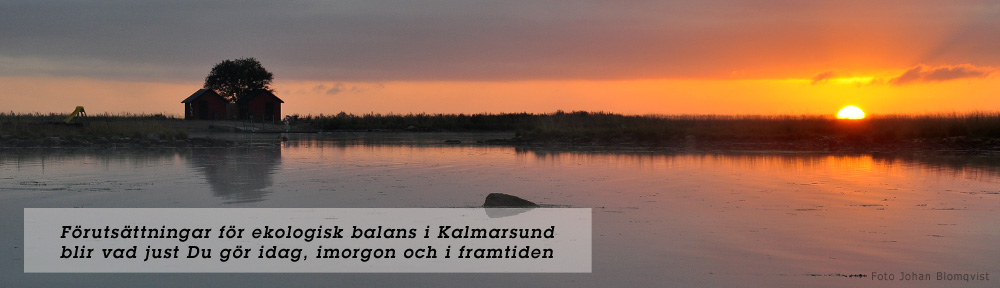 Förutsättningar för ekologisk balans i Kalmarsund
blir vad just Du gör idag, imorgon och i framtiden
Foto Johan Blomqvist